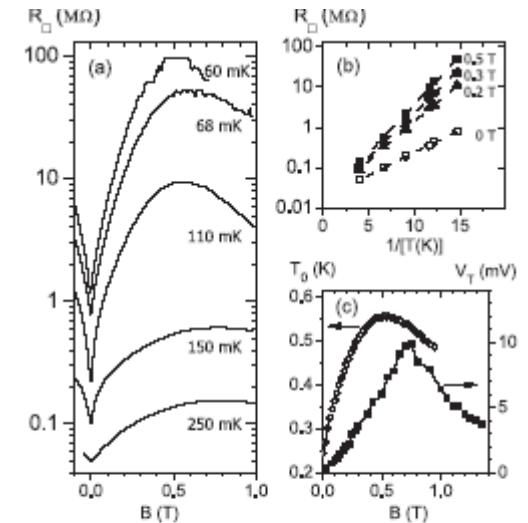 R□ (MΩ)
100
10
1
0.1
(a)
60 mK
68 mK
110 mK
150 mK
250 mK
0.0 0.5 1.0
B (T)
R□ (MΩ)
100
10
1
0.1
0.01
(b)
0.5 T
0.3 T
0.2 T
0 T
0 5 10 15
1/[T(K)]
T₀ (K)
V_T (mV)
0.6
0.5
0.4
0.3
0.2
(c)
10
5
0
0.0 0.5 1.0
B (T)